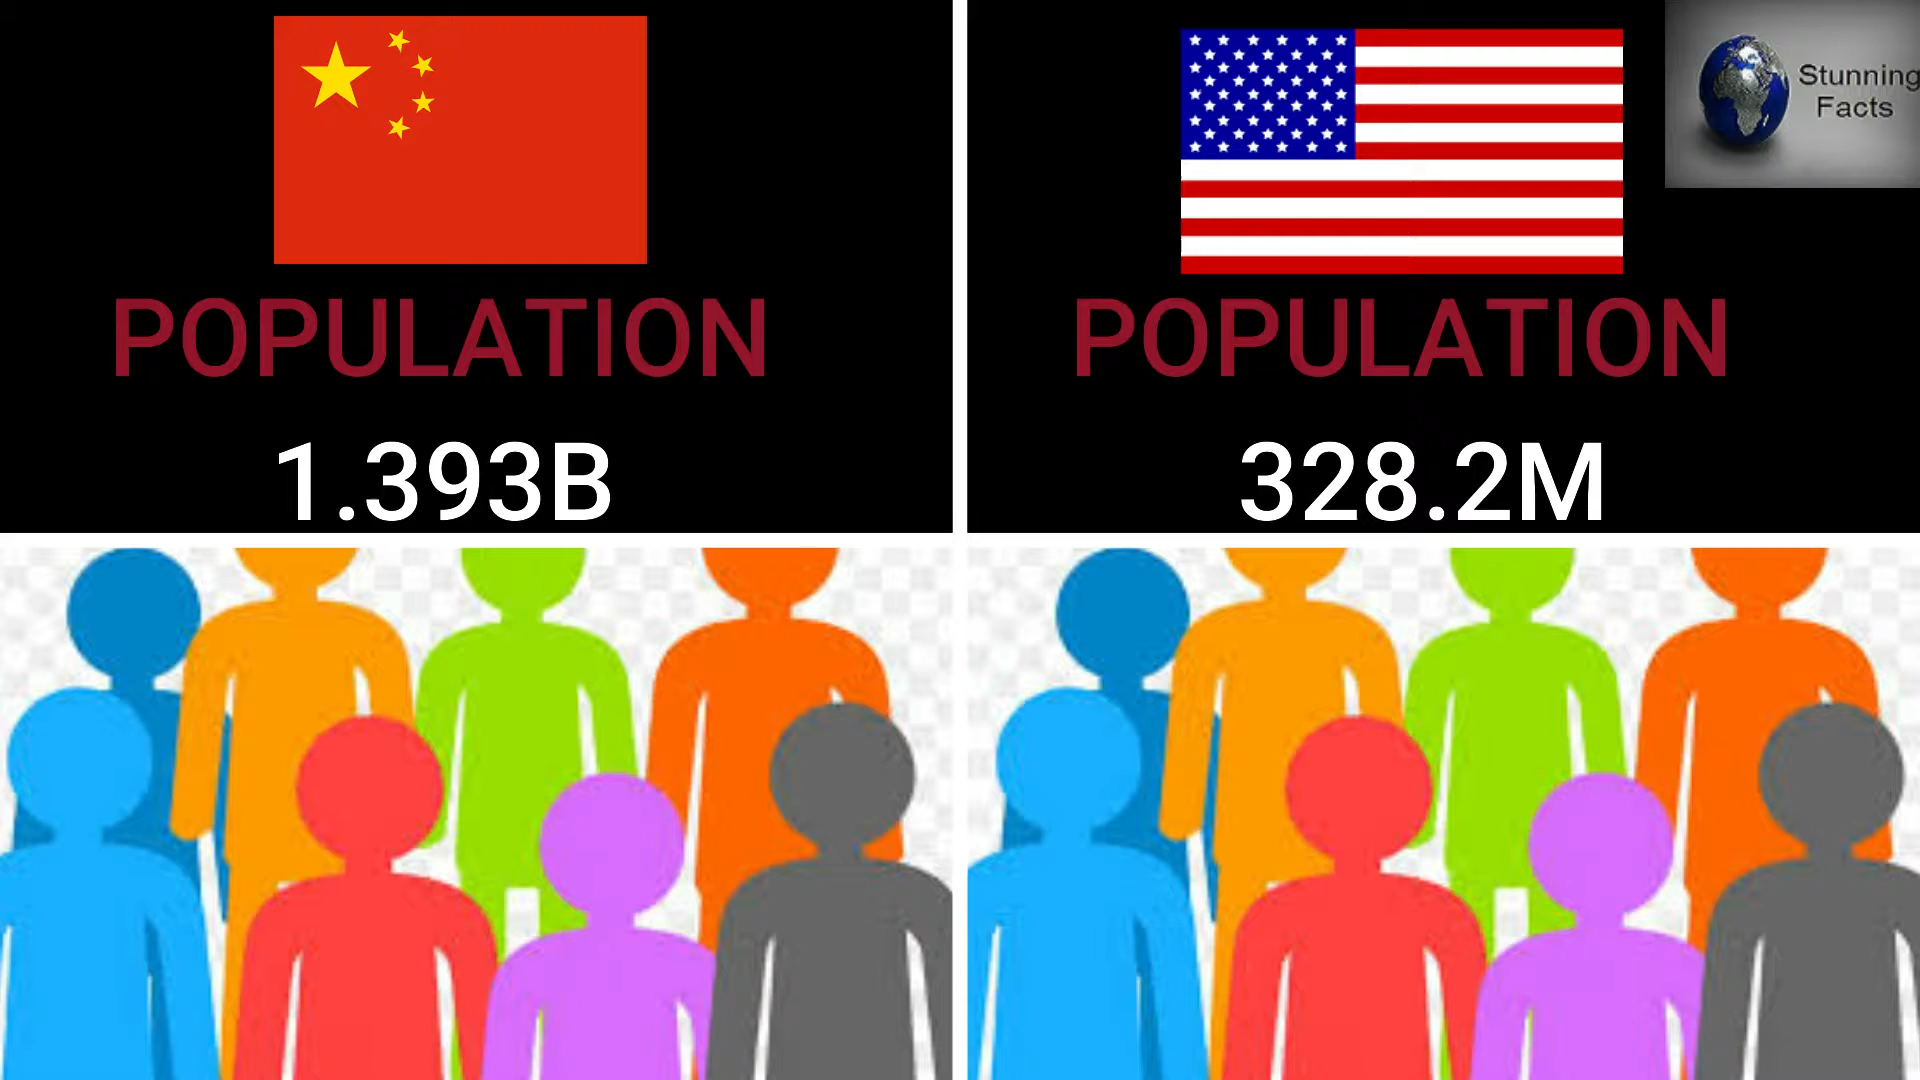 POPULATION
1.393B
POPULATION
328.2M
Stunning
Facts